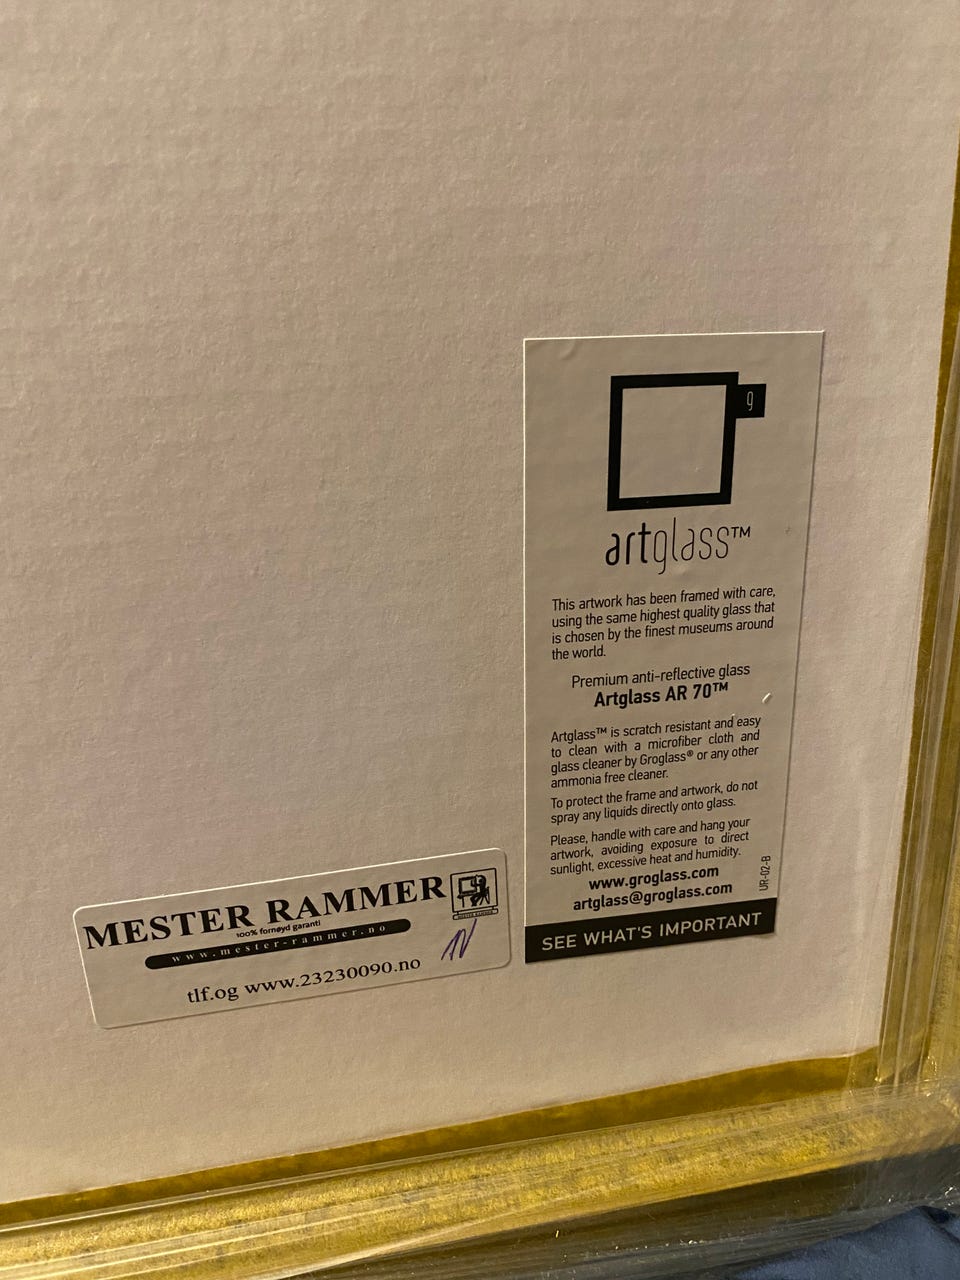 g
artglass™
This artwork has been framed with care,
using the same highest quality glass that
is chosen by the finest museums around
the world.
Premium anti-reflective glass
Artglass AR 70™
Artglass™ is scratch resistant and easy
to clean with a microfiber cloth and
glass cleaner by Groglass® or any other
ammonia free cleaner.
To protect the frame and artwork, do not
spray any liquids directly onto glass.
Please, handle with care and hang your
artwork, avoiding exposure to direct
sunlight, excessive heat and humidity.
www.groglass.com
artglass@groglass.com
UR-02-B
SEE WHAT'S IMPORTANT
MESTER RAMMER
100% fornøyd garanti
www.mester-rammer.no
tlf.og www.23230090.no